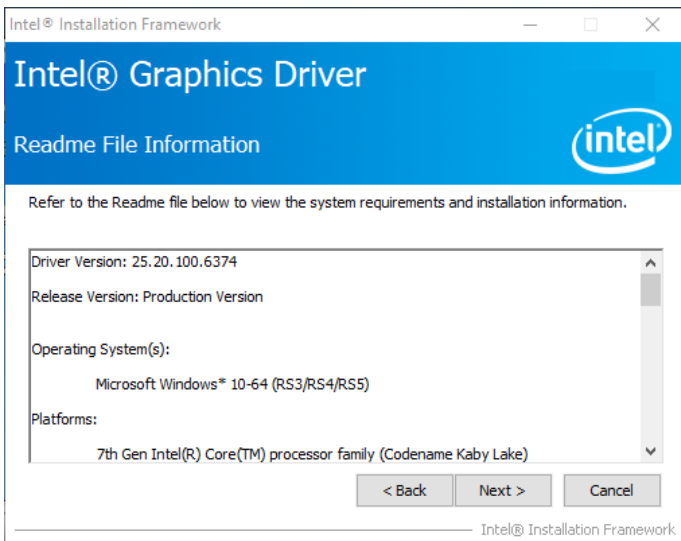 Intel® Installation Framework
Intel® Graphics Driver
Readme File Information
intel
Refer to the Readme file below to view the system requirements and installation information.
Driver Version: 25.20.100.6374
Release Version: Production Version
Operating System(s):
Microsoft Windows* 10-64 (RS3/RS4/RS5)
Platforms:
7th Gen Intel(R) Core(TM) processor family (Codename Kaby Lake)
< Back
Next >
Cancel
Intel® Installation Framework